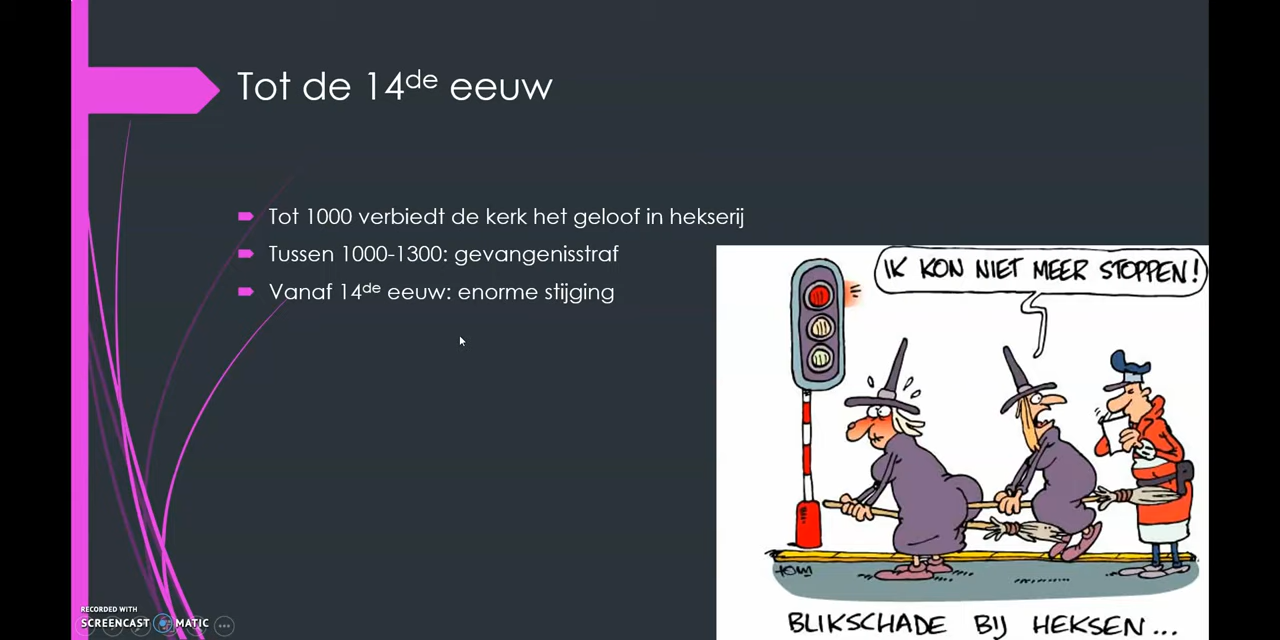 Tot de 14de eeuw
Tot 1000 verbiedt de kerk het geloof in hekserij
Tussen 1000-1300: gevangenisstraf
Vanaf 14de eeuw: enorme stijging
IK KON NIET MEER STOPPEN!
TOM
BLIKSCHADE BIJ HEKSEN...
RECORDED WITH
SCREENCAST MATIC